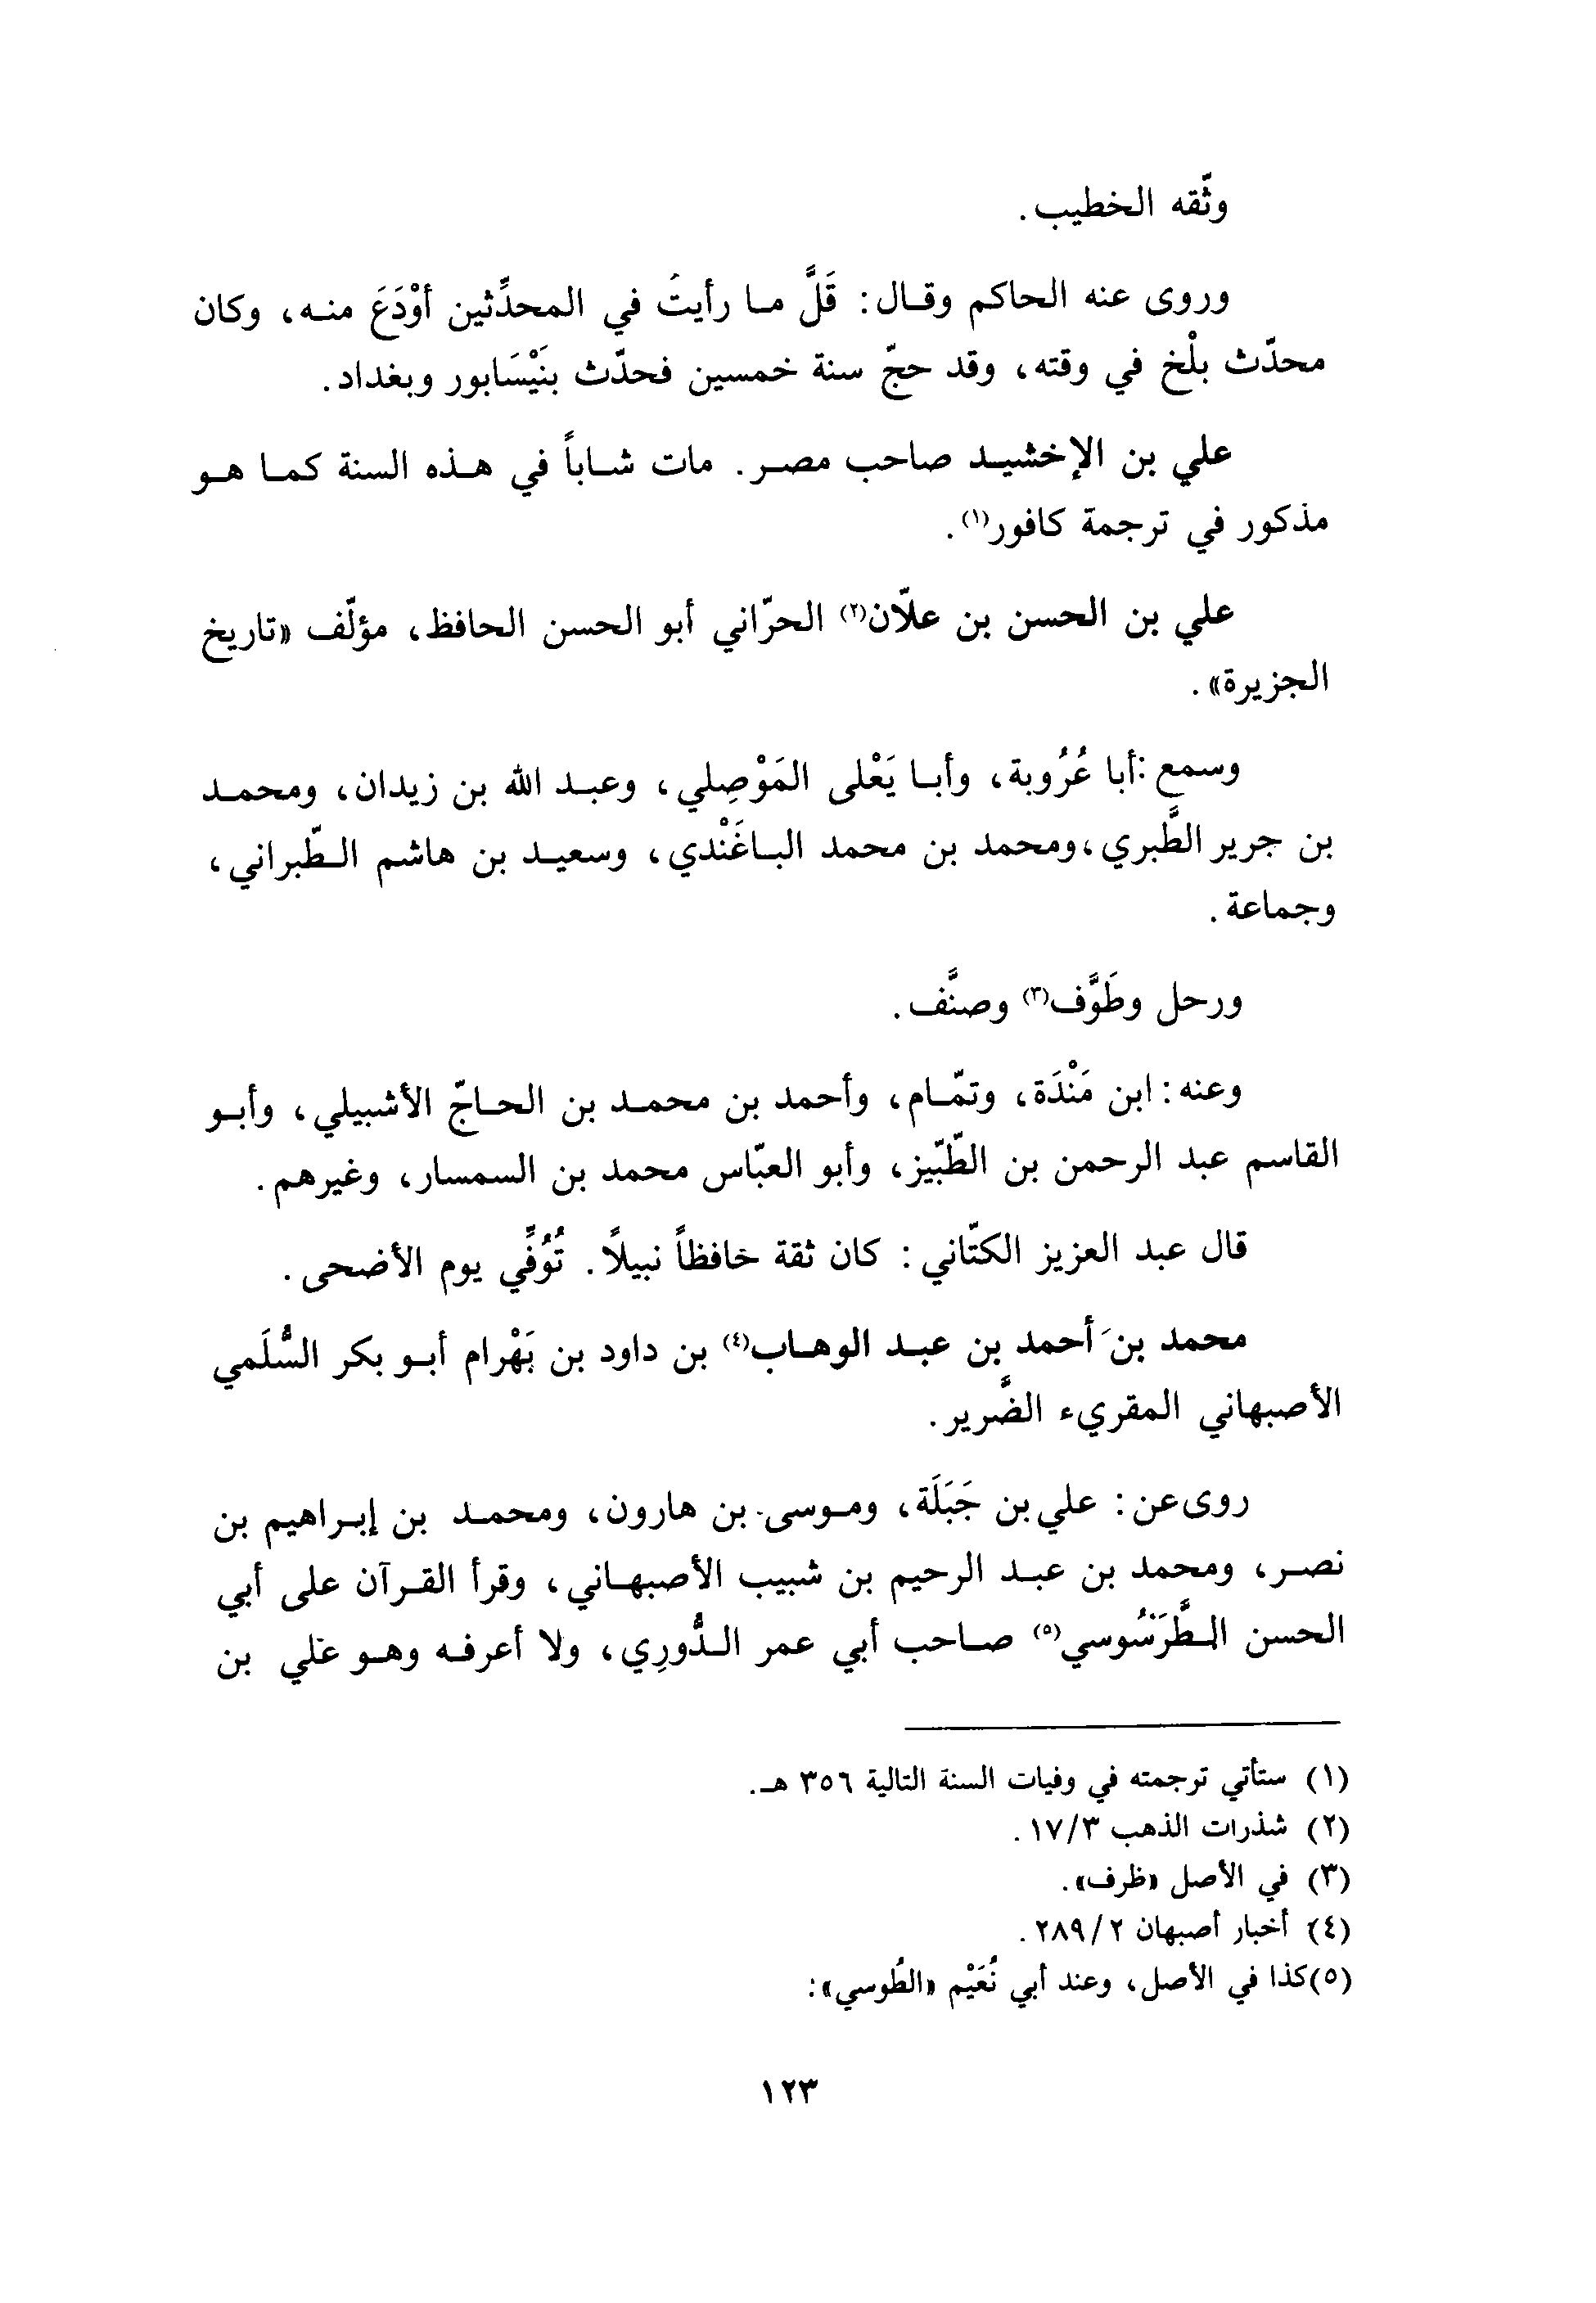 وثّقه الخطيب.
وروى عنه الحاكم وقال: قَلَّ ما رأيتُ في المحدِّثين أوْدَعَ منه، وكان
محدّث بلْخ في وقته، وقد حجّ سنة خمسين فحدّث بنَيْسَابور وبغداد.
علي بن الإخشيد صاحب مصر. مات شاباً في هذه السنة كما هو
مذكور في ترجمة كافور(١).
علي بن الحسن بن علاّن(٢) الحرّاني أبو الحسن الحافظ، مؤلّف «تاريخ
الجزيرة».
وسمع: أبا عُرُوبة، وأبا يَعْلى المَوْصِلي، وعبد الله بن زيدان، ومحمد
بن جرير الطَّبري، ومحمد بن محمد الباغَنْدي، وسعيد بن هاشم الطّبراني،
وجماعة.
ورحل وطَوَّف(٣) وصنَّف.
وعنه: ابن مَنْدَة، وتمّام، وأحمد بن محمد بن الحاجّ الأشبيلي، وأبو
القاسم عبد الرحمن بن الطّبّيز، وأبو العبّاس محمد بن السمسار، وغيرهم.
قال عبد العزيز الكتّاني: كان ثقة حافظاً نبيلاً. تُوُفِّي يوم الأضحى.
محمد بن أحمد بن عبد الوهاب(٤) بن داود بن بَهْرام أبو بكر السُّلَمي
الأصبهاني المقريء الضَّرير.
روى عن: علي بن جَبَلَة، وموسى بن هارون، ومحمد بن إبراهيم بن
نصر، ومحمد بن عبد الرحيم بن شبيب الأصبهاني، وقرأ القرآن على أبي
الحسن الطَّرَسُوسي(٥) صاحب أبي عمر الدُّورِي، ولا أعرفه وهو علي بن
(١) ستأتي ترجمته في وفيات السنة التالية ٣٥٦ هـ.
(٢) شذرات الذهب ١٧/٣.
(٣) في الأصل «ظرف».
(٤) أخبار أصبهان ٢٨٩/٢.
(٥) كذا في الأصل، وعند أبي نُعَيْم «الطُوسي»:
١٢٣